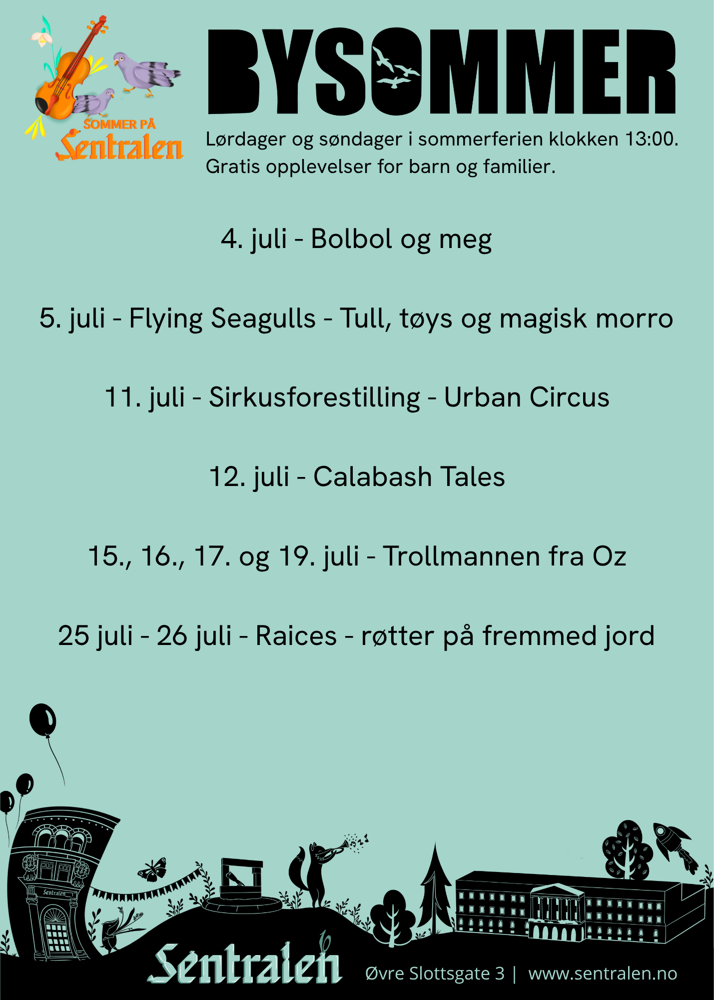 BYSOMMER
SOMMER PÅ
Sentralen
Lørdager og søndager i sommerferien klokken 13:00.
Gratis opplevelser for barn og familier.
4. juli - Bolbol og meg
5. juli - Flying Seagulls - Tull, tøys og magisk morro
11. juli - Sirkusforestilling - Urban Circus
12. juli - Calabash Tales
15., 16., 17. og 19. juli - Trollmannen fra Oz
25 juli - 26 juli - Raices - røtter på fremmed jord
Sentralen
Sentralen
Øvre Slottsgate 3 | www.sentralen.no